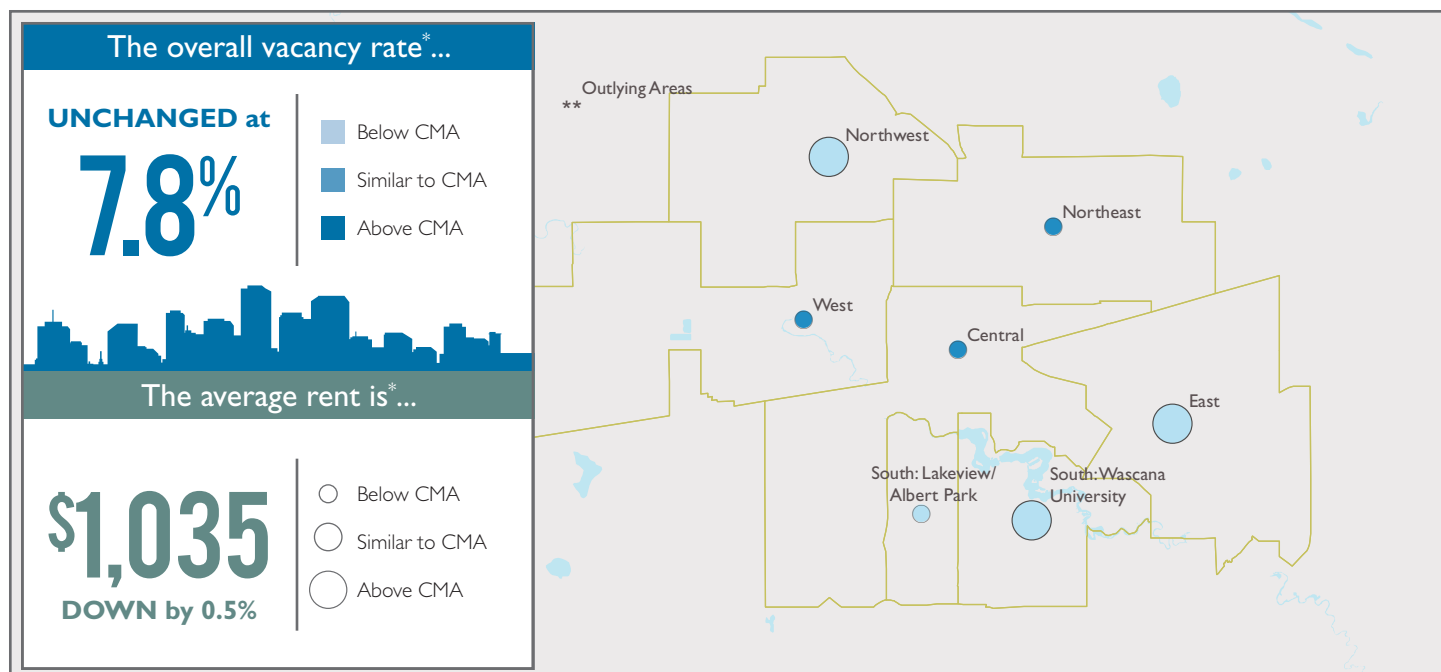 The overall vacancy rate*...
UNCHANGED at
7.8%
Below CMA
Similar to CMA
Above CMA
The average rent is*...
$1,035
DOWN by 0.5%
Below CMA
Similar to CMA
Above CMA
** Outlying Areas
Northwest
Northeast
West
Central
East
South: Lakeview/
Albert Park
South: Wascana
University